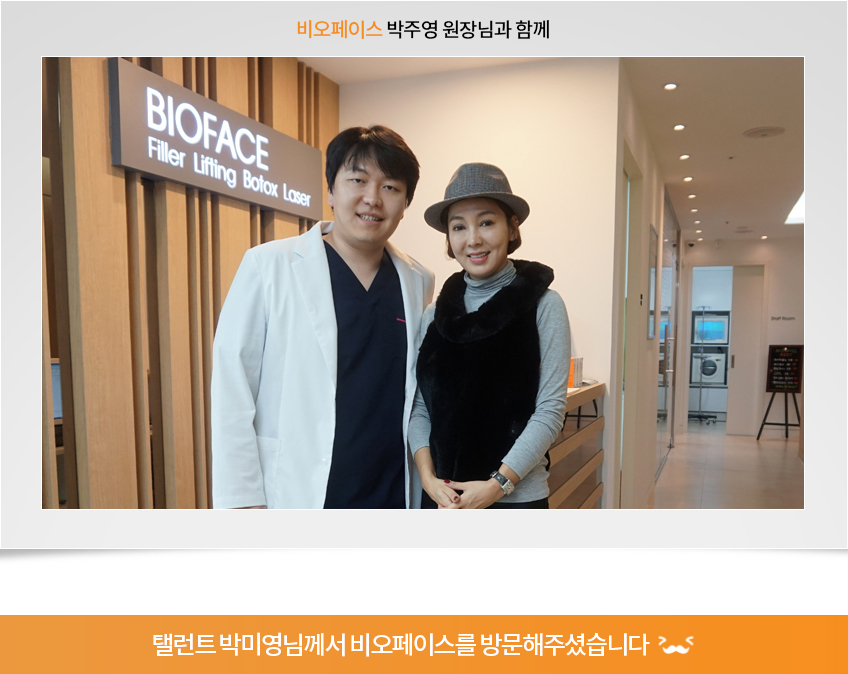 비오페이스 박주영 원장님과 함께
BIOFACE
Filler Lifting Botox Laser
Staff Room
탤런트 박미영님께서 비오페이스를 방문해주셨습니다